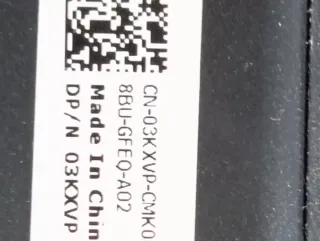 CN-03KXVP-CMK0
8BU-GFEQ-A02
Made In Chin
DP/N 03KXVP